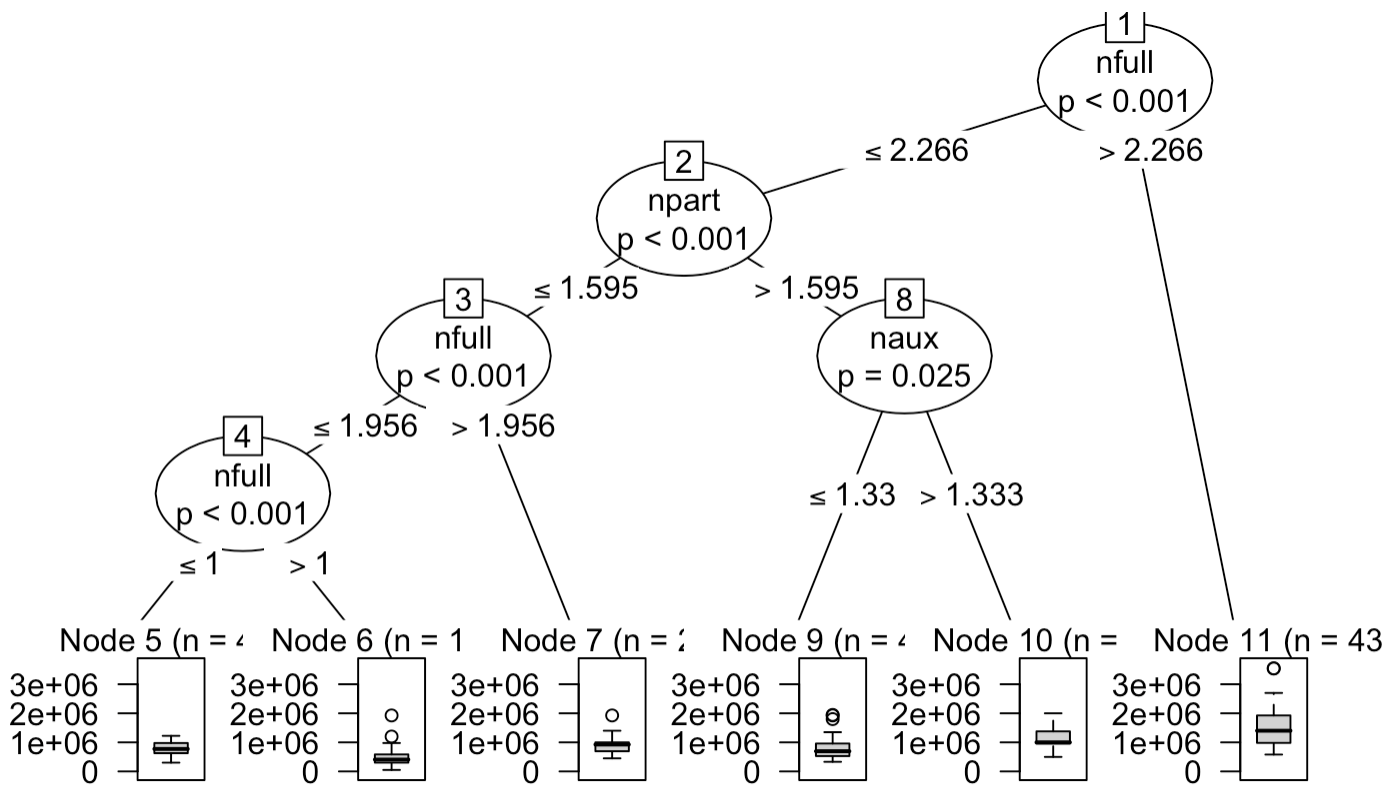 1
nfull
p < 0.001
≤ 2.266 > 2.266
2
npart
p < 0.001
≤ 1.595 > 1.595
3
nfull
p < 0.001
8
naux
p = 0.025
≤ 1.956 > 1.956
4
nfull
p < 0.001
≤ 1.33 > 1.333
≤ 1 > 1
Node 5 (n = Node 6 (n = 1 Node 7 (n = Node 9 (n = Node 10 (n = Node 11 (n = 43
3e+06 3e+06 3e+06 3e+06 3e+06 3e+06
2e+06 2e+06 2e+06 2e+06 2e+06 2e+06
1e+06 1e+06 1e+06 1e+06 1e+06 1e+06
0 0 0 0 0 0